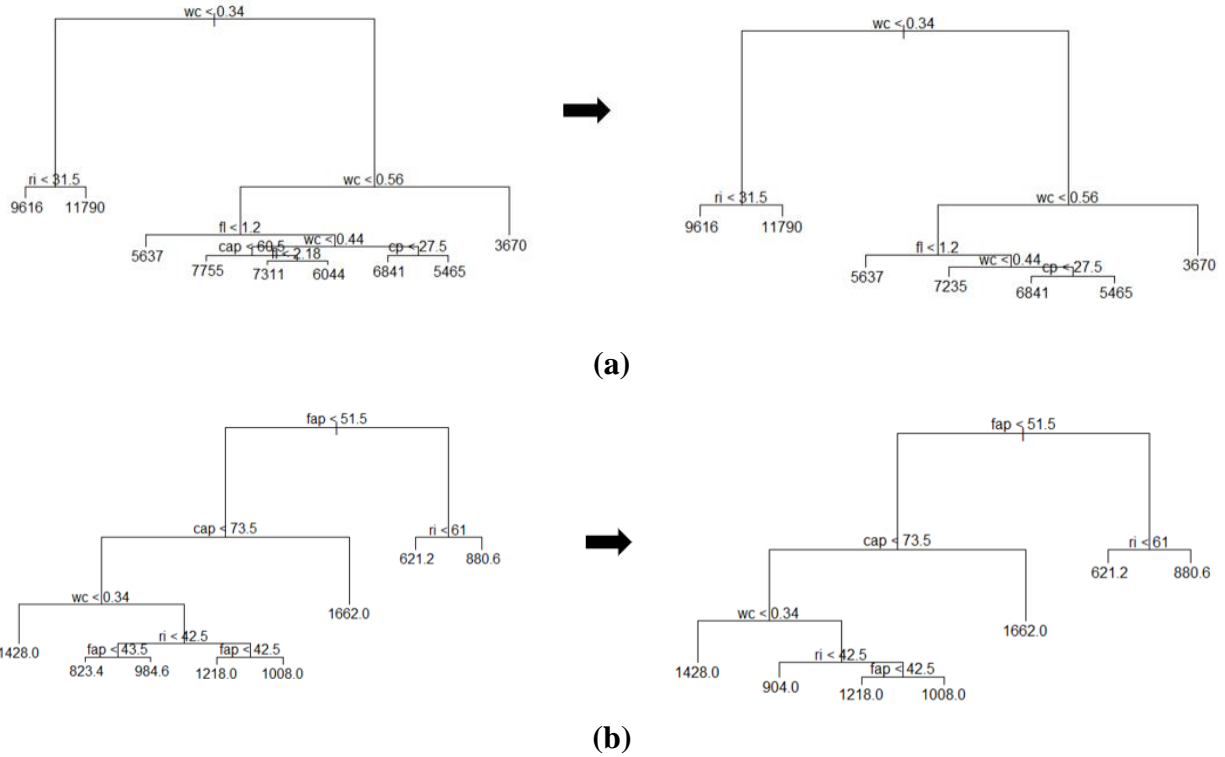 wc < 0.34
wc < 0.34
ri < 31.5
wc < 0.56
9616 11790
ri < 31.5
wc < 0.56
9616 11790
fl < 1.2
wc < 0.44
5637
cap < 60.5
cp < 27.5
3670
fl < 2.18
7755
7311 6044
6841 5465
fl < 1.2
wc < 0.44
5637
cp < 27.5
3670
7235
6841 5465
(a)
fap < 51.5
fap < 51.5
cap < 73.5
ri < 61
621.2 880.6
cap < 73.5
ri < 61
621.2 880.6
wc < 0.34
1662.0
wc < 0.34
1662.0
ri < 42.5
1428.0
fap < 43.5
fap < 42.5
823.4 984.6
1218.0 1008.0
ri < 42.5
1428.0
fap < 42.5
904.0
1218.0 1008.0
(b)